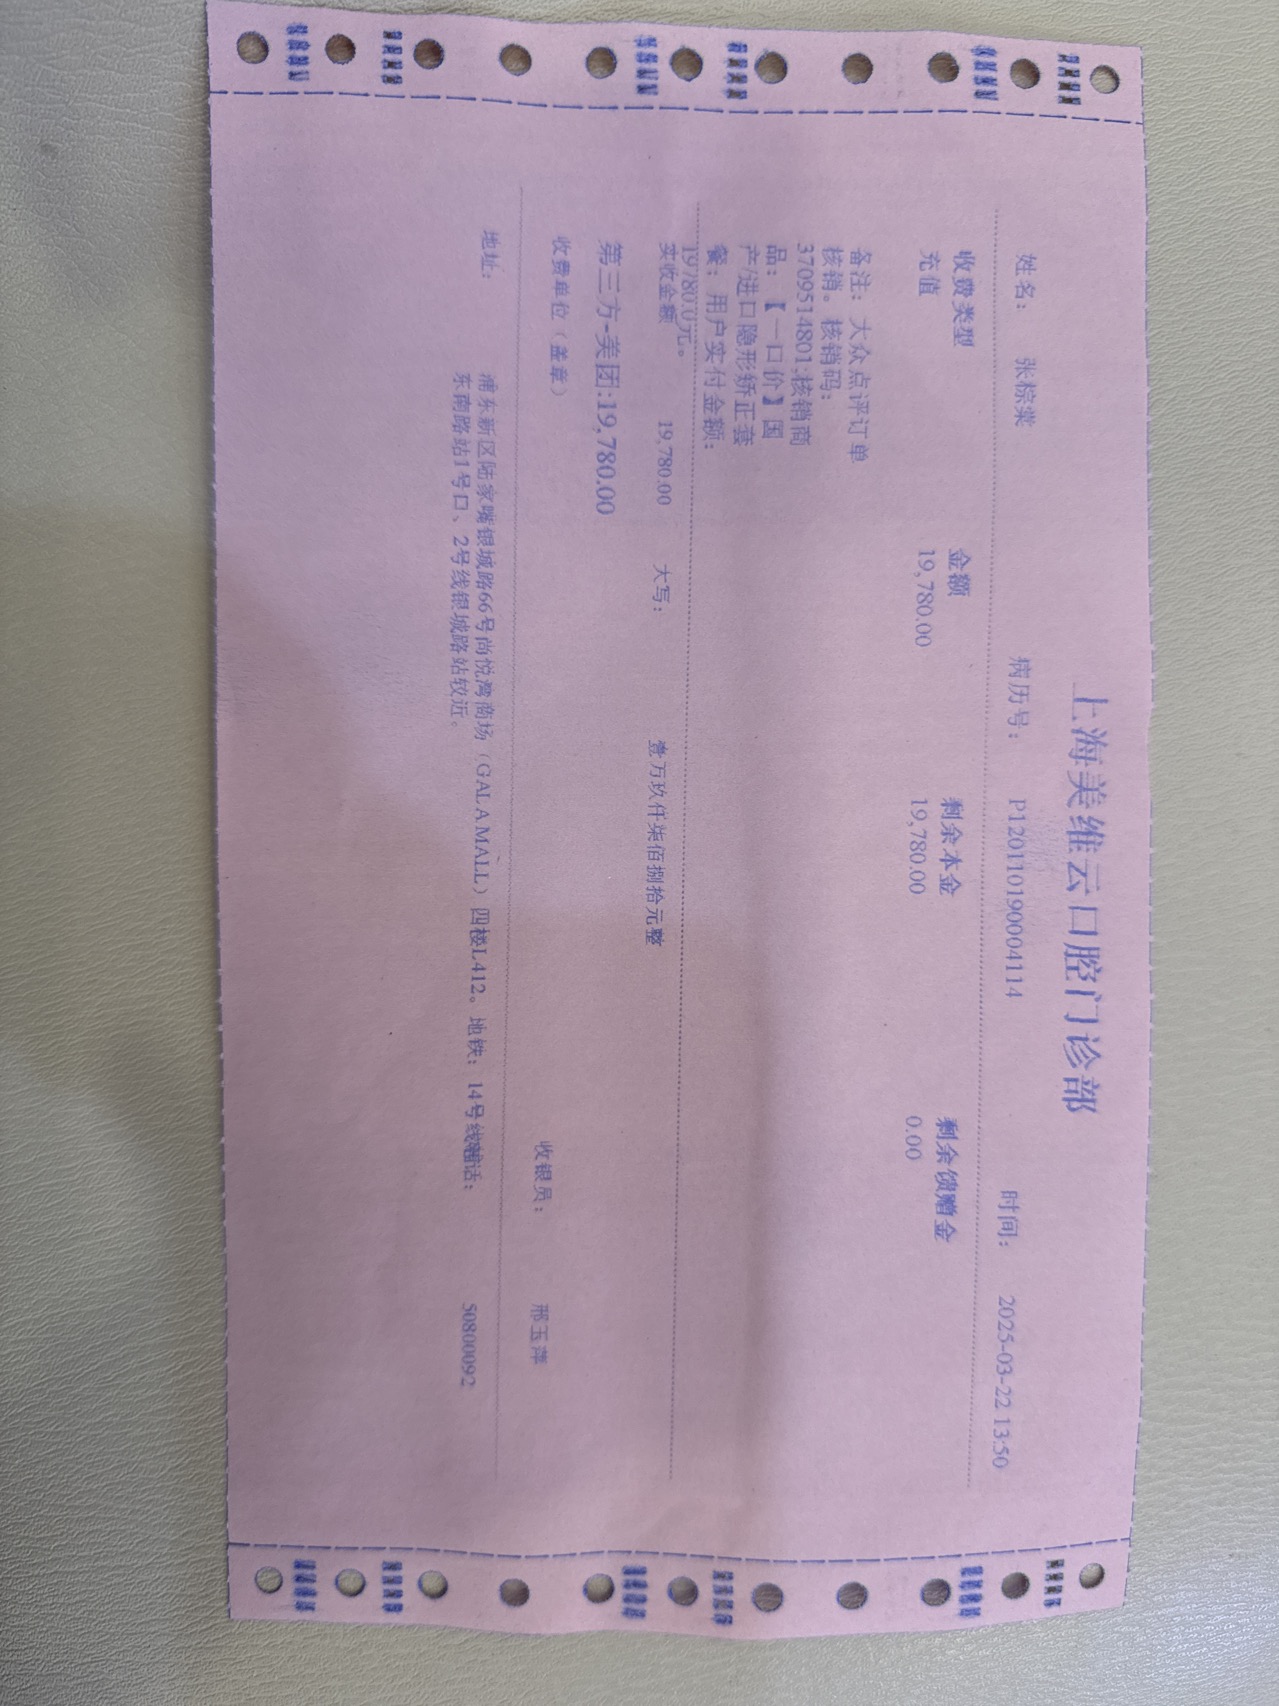 上海美维云口腔门诊部
姓名： 张棕棠 病历号： P1201101900004114 时间： 2025-03-22 13:50
收费类型 金额 剩余本金 剩余馈赠金
充值 19,780.00 19,780.00 0.00
备注：大众点评订单
核销。核销码：
3709514801;核销商
品：【一口价】国
产/进口隐形矫正套
餐；用户实付金额：
19780.0元。
实收金额 19,780.00 大写： 壹万玖仟柒佰捌拾元整
第三方-美团:19,780.00
收费单位（盖章） 收银员： 邢玉萍
地址： 浦东新区陆家嘴银城路66号尚悦湾商场（GALAMALL）四楼L412。地铁：14号线 电话： 50800092
东南路站1号口、2号线银城路站较近。